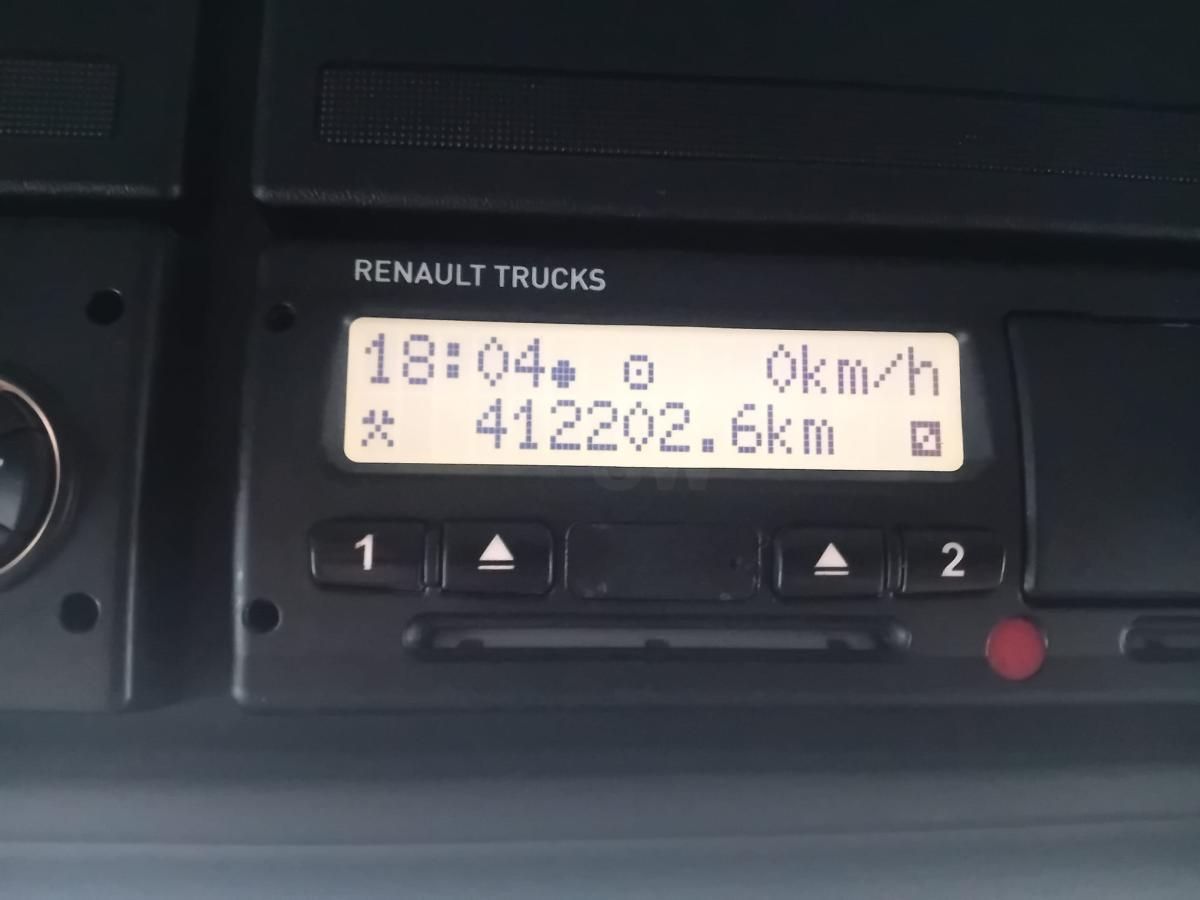 RENAULT TRUCKS
18:04 0km/h
412202.6km
1 2